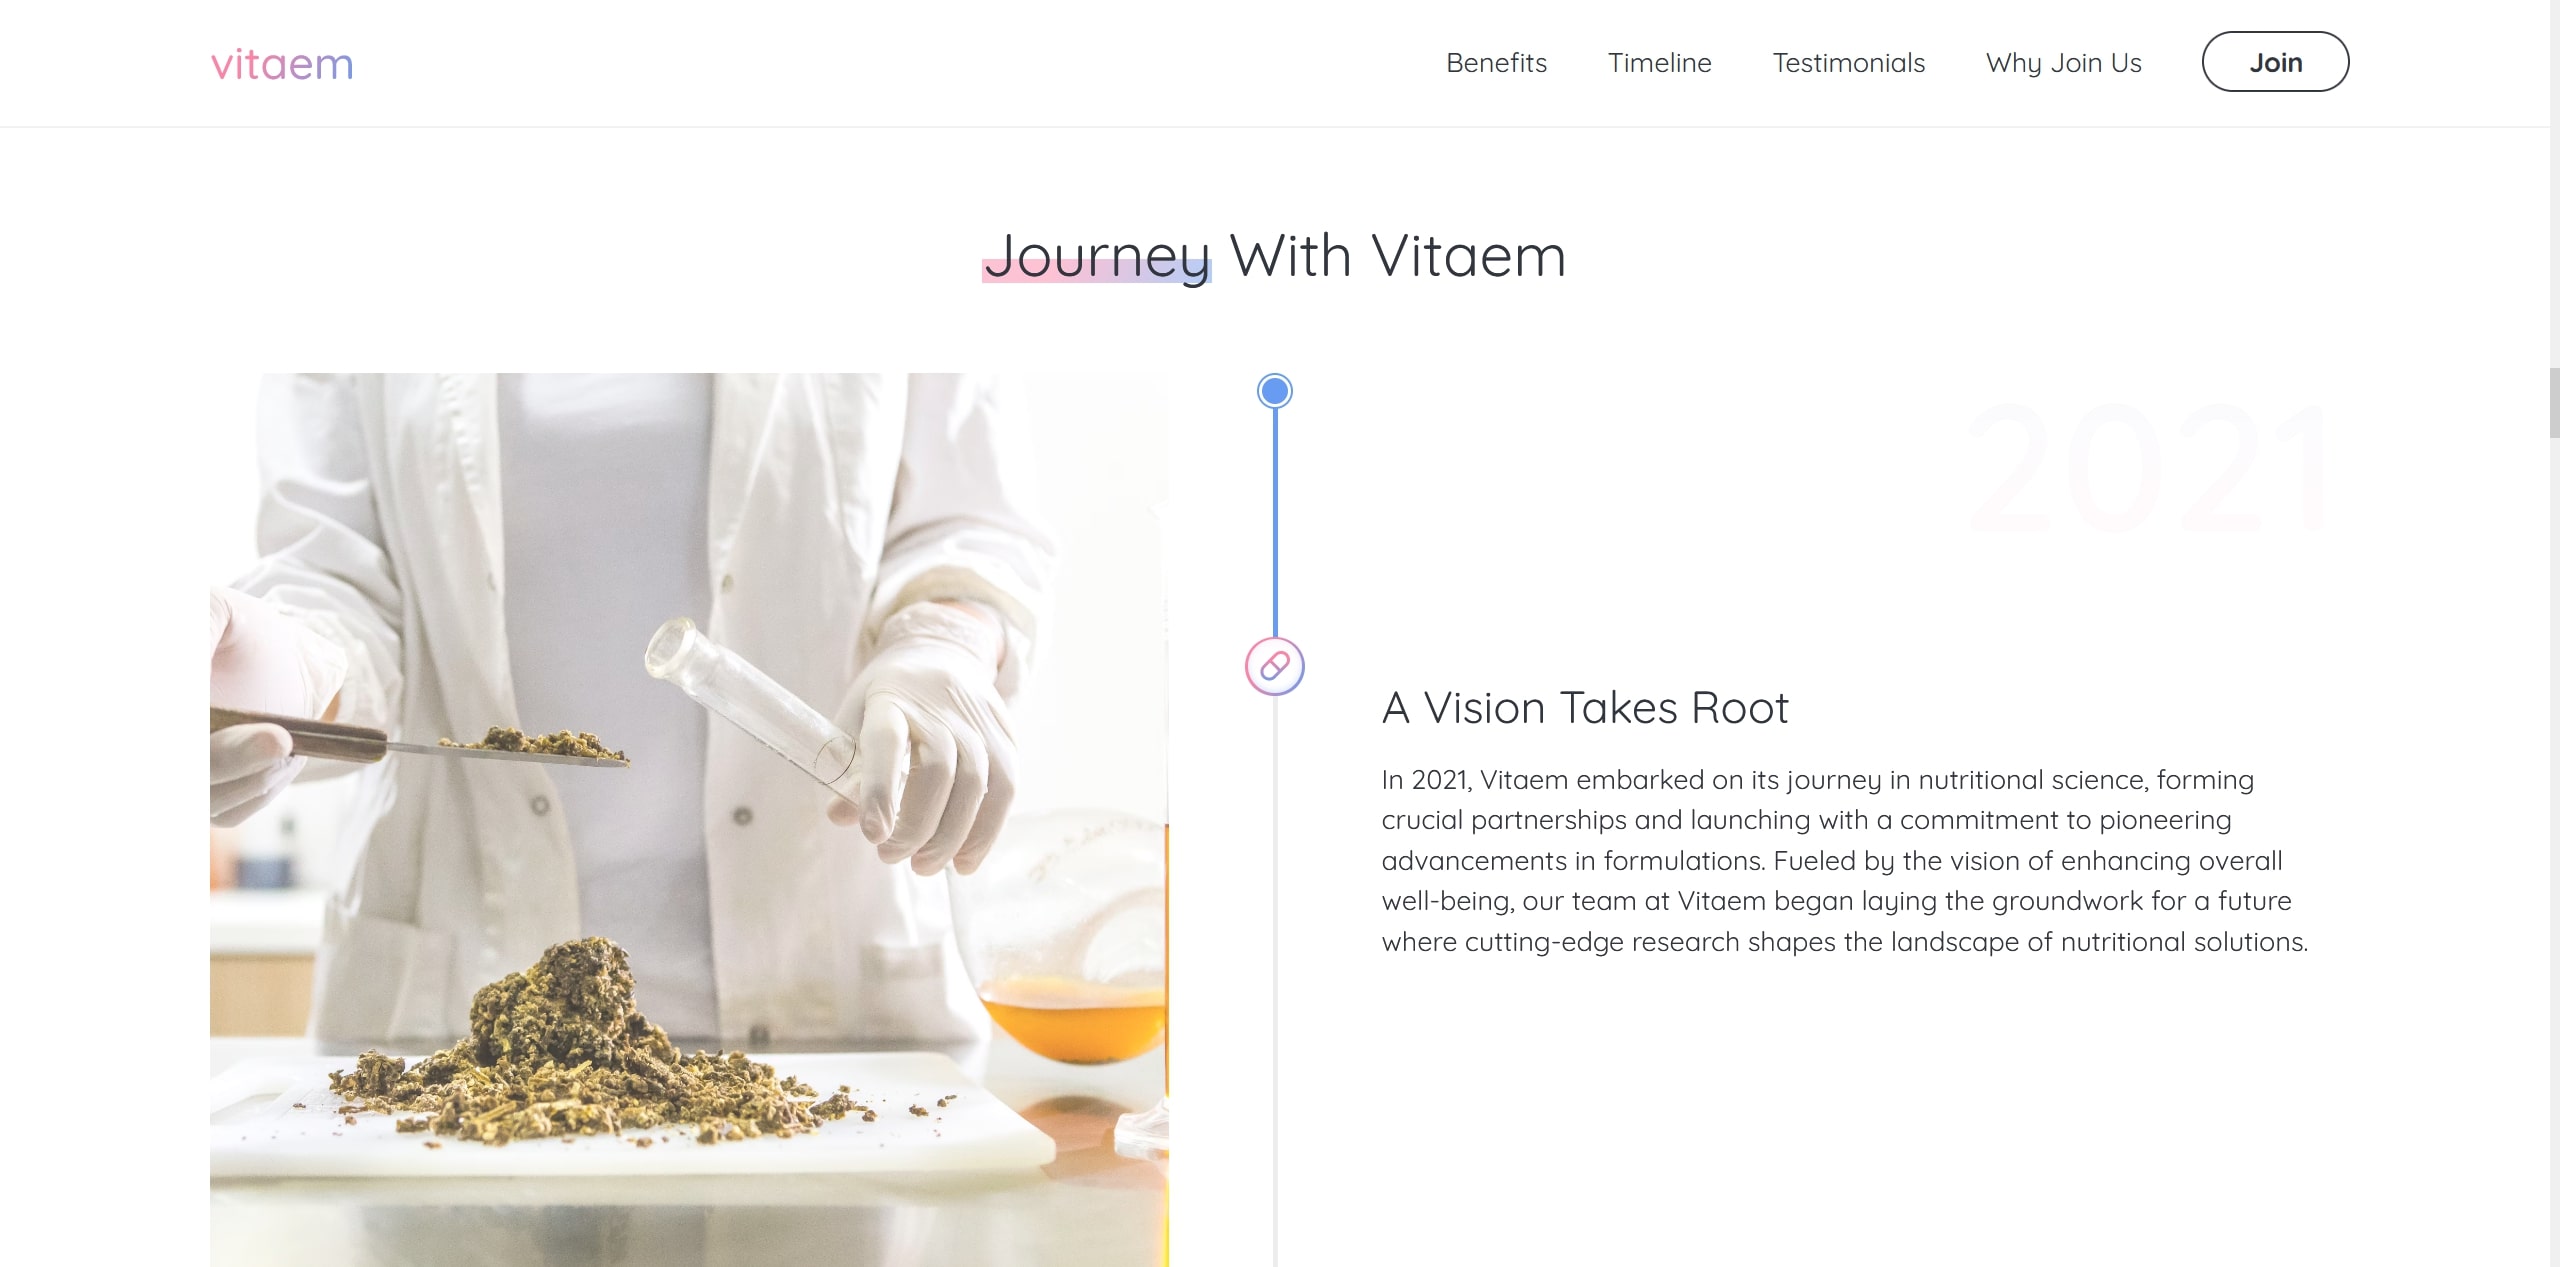 vitaem
Benefits
Timeline
Testimonials
Why Join Us
Join
Journey With Vitaem
2021
A Vision Takes Root
In 2021, Vitaem embarked on its journey in nutritional science, forming
crucial partnerships and launching with a commitment to pioneering
advancements in formulations. Fueled by the vision of enhancing overall
well-being, our team at Vitaem began laying the groundwork for a future
where cutting-edge research shapes the landscape of nutritional solutions.